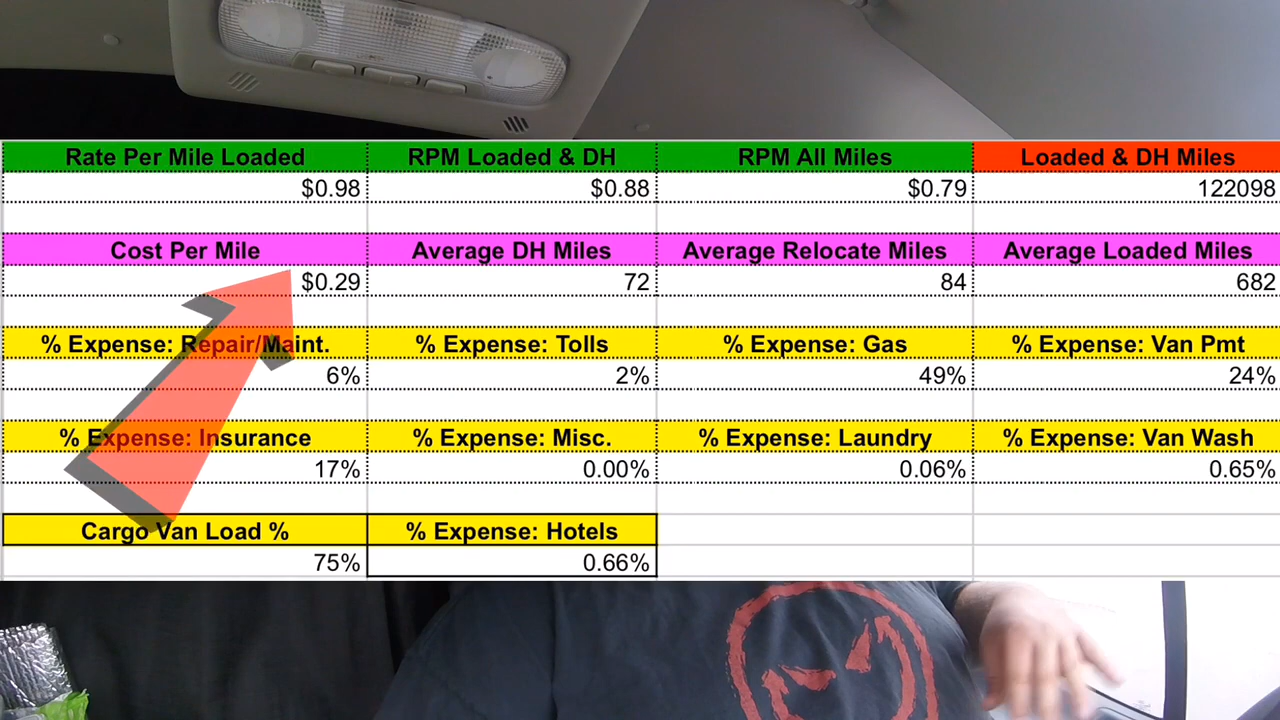 Rate Per Mile Loaded RPM Loaded & DH RPM All Miles Loaded & DH Miles
$0.98 $0.88 $0.79 122098
Cost Per Mile Average DH Miles Average Relocate Miles Average Loaded Miles
$0.29 72 84 682
% Expense: Repair/Maint. % Expense: Tolls % Expense: Gas % Expense: Van Pmt
6% 2% 49% 24%
% Expense: Insurance % Expense: Misc. % Expense: Laundry % Expense: Van Wash
17% 0.00% 0.06% 0.65%
Cargo Van Load % % Expense: Hotels
75% 0.66%